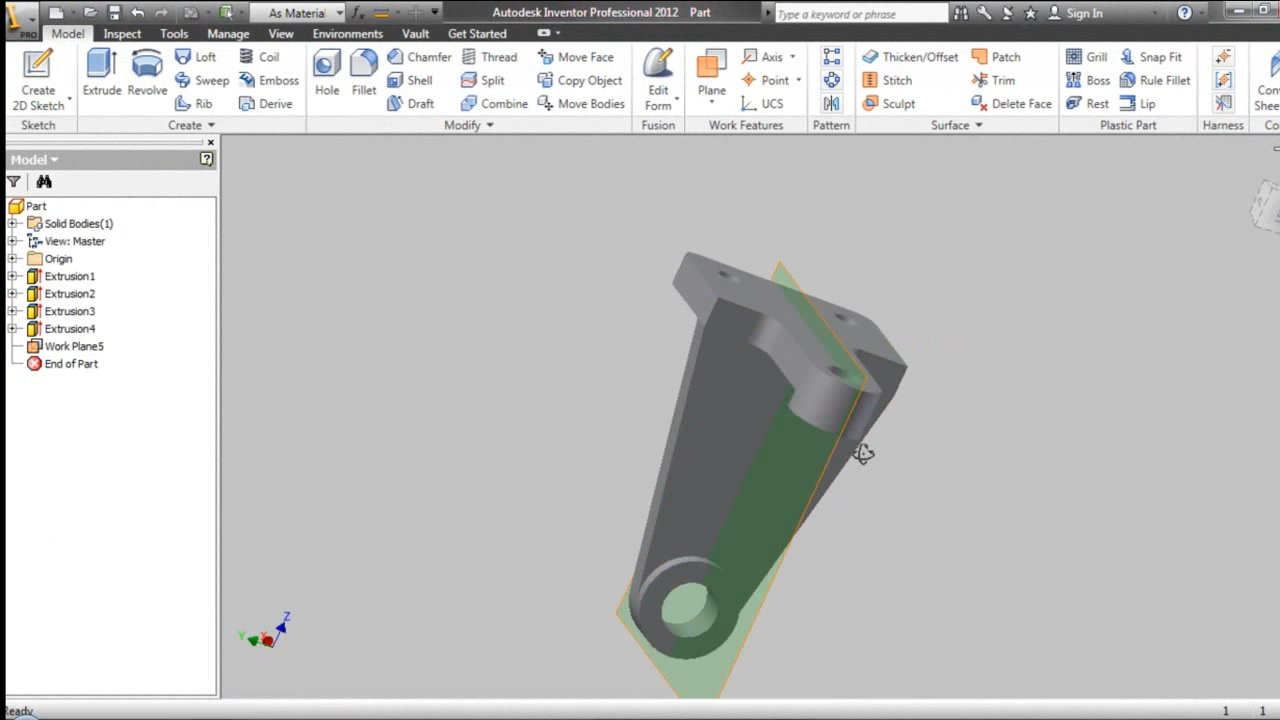 As Material
Autodesk Inventor Professional 2012 Part
Type a keyword or phrase
Sign In
PRO
Model Inspect Tools Manage View Environments Vault Get Started
Create 2D Sketch
Extrude Revolve
Loft Coil
Sweep Emboss
Rib Derive
Hole Fillet
Chamfer Thread Move Face
Shell Split Copy Object
Draft Combine Move Bodies
Edit Form
Plane
Axis
Point
UCS
Thicken/Offset Patch
Stitch Trim
Sculpt Delete Face
Grill Snap Fit
Boss Rule Fillet
Rest Lip
Sketch Create Modify Fusion Work Features Pattern Surface Plastic Part Harness
Model
Part
Solid Bodies(1)
View: Master
Origin
Extrusion1
Extrusion2
Extrusion3
Extrusion4
Work Plane5
End of Part
Z
Y X
Ready 1 1